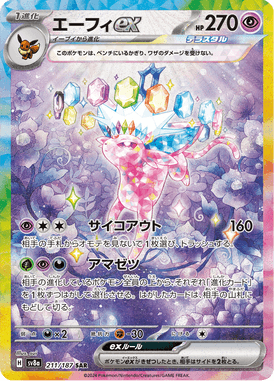 1進化
エーフィex
HP270
イーブイから進化
テラスタル
このポケモンは、ベンチにいるかぎり、ワザのダメージを受けない。
サイコアウト 160
相手の手札からオモテを見ないで1枚選び、トラッシュする。
アマゼツ
相手の進化しているポケモン全員の上から、それぞれ「進化カード」を1枚ずつはがして退化させる。はがしたカードは、相手の山札にもどして切る。
弱点 ×2 抵抗力 -30 にげる
exルール
ポケモンexがきぜつしたとき、相手はサイドを2枚とる。
H sv8a 211/187 SAR
©2024 Pokémon/Nintendo/Creatures/GAME FREAK.